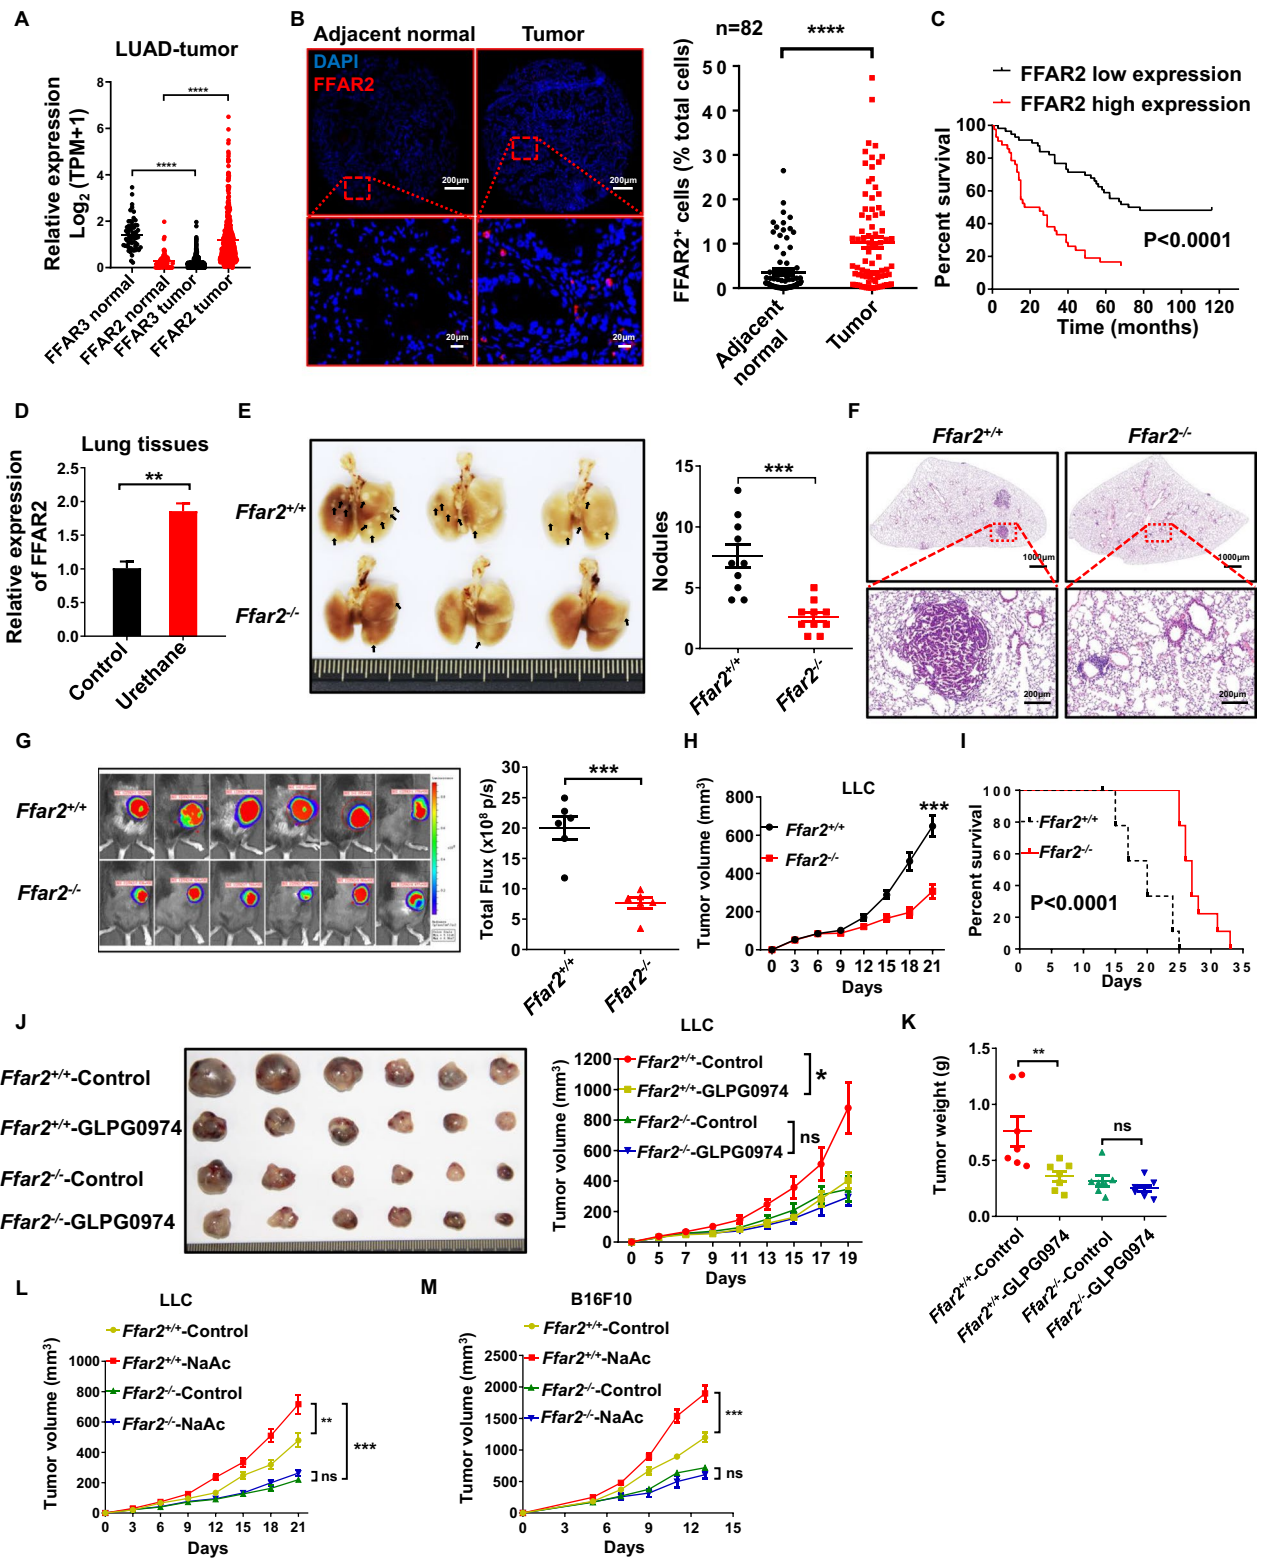 A
LUAD-tumor
Relative expression
Log2 (TPM+1)
8
6
4
2
0
****
****
FFAR3 normal
FFAR2 normal
FFAR3 tumor
FFAR2 tumor
B
Adjacent normal
Tumor
DAPI
FFAR2
200μm
200μm
20μm
20μm
n=82
****
FFAR2+ cells (% total cells)
50
40
30
20
10
0
Adjacent
normal
Tumor
C
FFAR2 low expression
FFAR2 high expression
Percent survival
100
80
60
40
20
0
P<0.0001
0 20 40 60 80 100 120
Time (months)
D
Lung tissues
Relative expression
of FFAR2
2.5
2.0
1.5
1.0
0.5
0.0
**
Control
Urethane
E
Ffar2+/+
Ffar2-/-
Nodules
15
10
5
0
***
Ffar2+/+
Ffar2-/-
F
Ffar2+/+
Ffar2-/-
1000μm
1000μm
200μm
200μm
G
Ffar2+/+
Ffar2-/-
Total Flux (x10⁸ p/s)
30
25
20
15
10
5
0
***
Ffar2+/+
Ffar2-/-
H
LLC
Tumor volume (mm³)
800
600
400
200
0
Ffar2+/+
Ffar2-/-
***
0 3 6 9 12 15 18 21
Days
I
Percent survival
100
80
60
40
20
0
Ffar2+/+
Ffar2-/-
P<0.0001
0 5 10 15 20 25 30 35
Days
J
Ffar2+/+-Control
Ffar2+/+-GLPG0974
Ffar2-/-Control
Ffar2-/-GLPG0974
LLC
Tumor volume (mm³)
1200
1000
800
600
400
200
0
Ffar2+/+-Control
Ffar2+/+-GLPG0974
Ffar2-/-Control
Ffar2-/-GLPG0974
*
ns
0 5 7 9 11 13 15 17 19
Days
K
Tumor weight (g)
1.5
1.0
0.5
0.0
**
ns
Ffar2+/+-Control
Ffar2+/+-GLPG0974
Ffar2-/-Control
Ffar2-/-GLPG0974
L
LLC
Ffar2+/+-Control
Ffar2+/+-NaAc
Ffar2-/-Control
Ffar2-/-NaAc
Tumor volume (mm³)
1000
800
600
400
200
0
**
***
ns
0 3 6 9 12 15 18 21
Days
M
B16F10
Ffar2+/+-Control
Ffar2+/+-NaAc
Ffar2-/-Control
Ffar2-/-NaAc
Tumor volume (mm³)
2500
2000
1500
1000
500
0
***
ns
0 3 6 9 12 15
Days